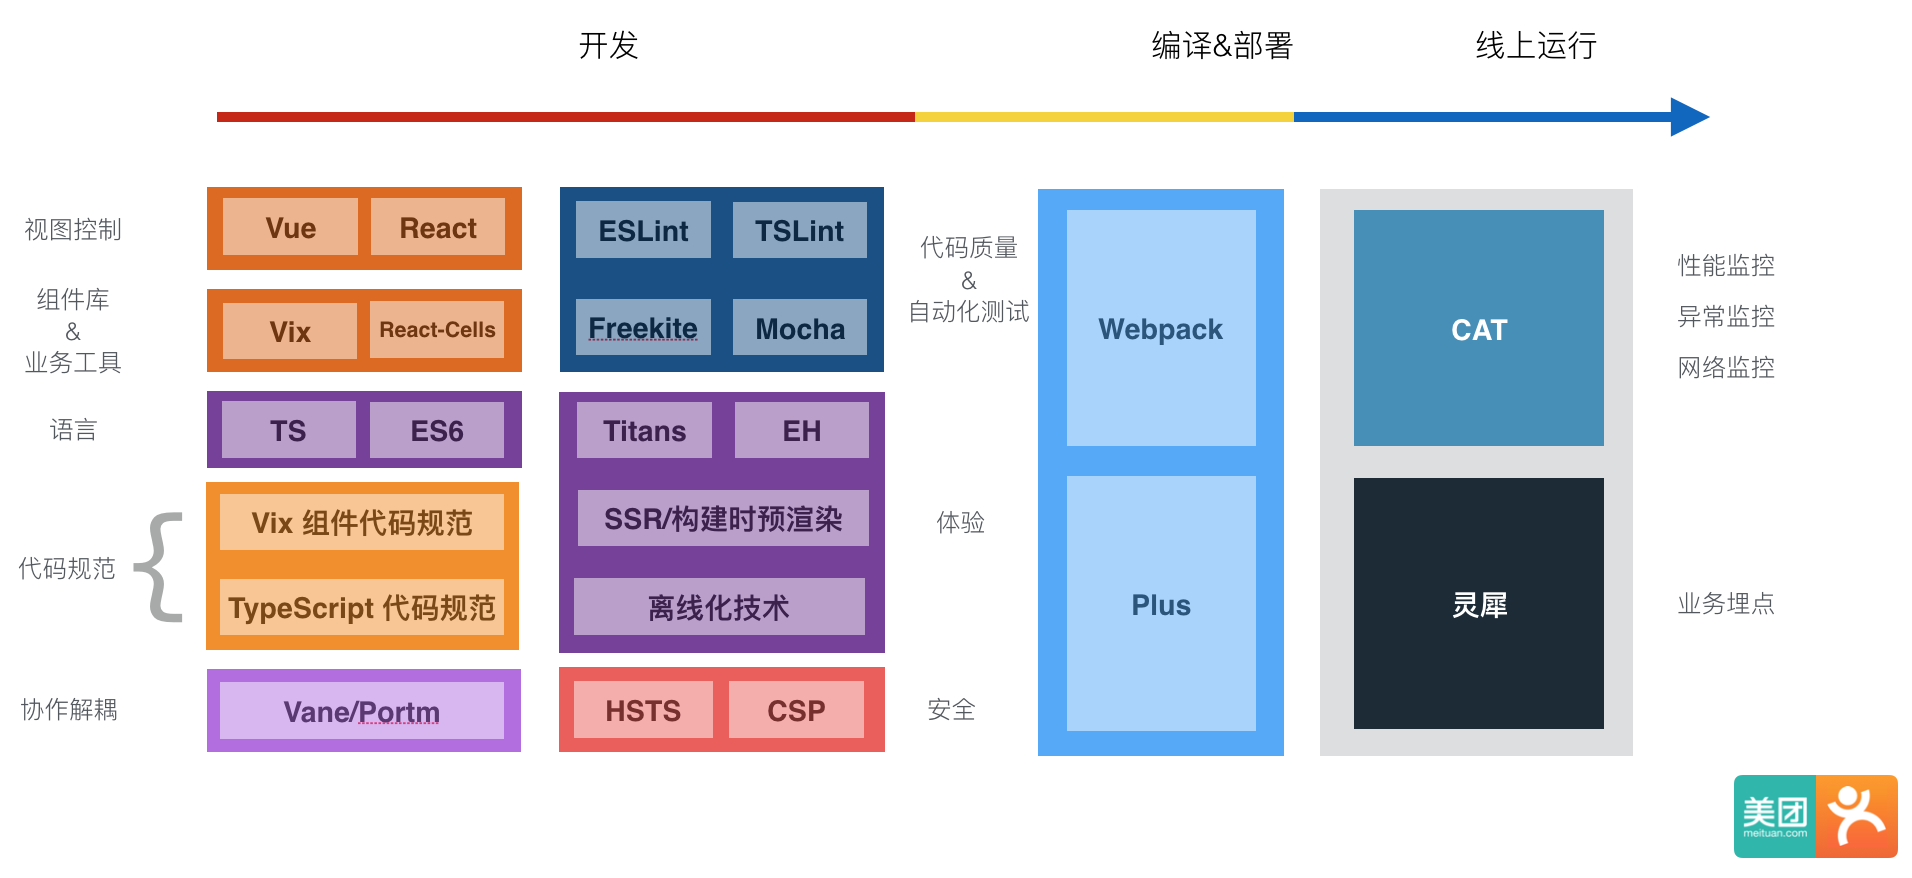 开发
编译&部署
线上运行
视图控制
Vue
React
组件库
&
业务工具
Vix
React-Cells
语言
TS
ES6
代码规范
Vix 组件代码规范
TypeScript 代码规范
协作解耦
Vane/Portm
ESLint
TSLint
Freekite
Mocha
代码质量
&
自动化测试
Titans
EH
SSR/构建时预渲染
离线化技术
体验
HSTS
CSP
安全
Webpack
Plus
CAT
灵犀
性能监控
异常监控
网络监控
业务埋点
美团
meituan.com